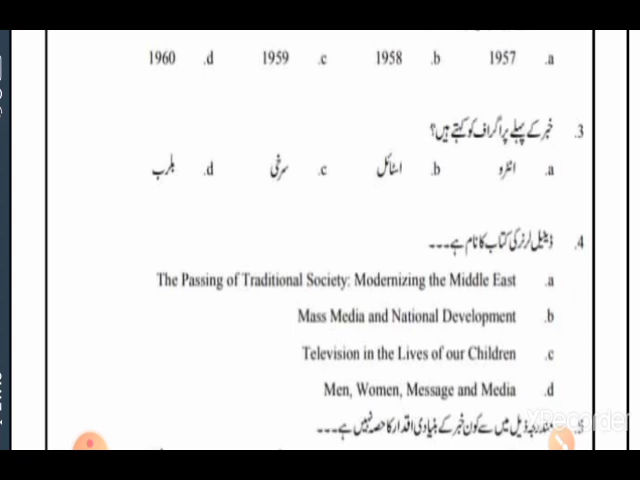 a. 1957 b. 1958 c. 1959 d. 1960
3. خبر کے پہلے پراگراف کو کہتے ہیں؟
a. انٹرو b. اسٹائل c. سرخی d. بلرب
4. ڈینیل لرنر کی کتاب کا نام ہے۔۔۔
a. The Passing of Traditional Society: Modernizing the Middle East
b. Mass Media and National Development
c. Television in the Lives of our Children
d. Men, Women, Message and Media
5. مندرجہ ذیل میں سے کون خبر کے بنیادی اقدار کا حصہ نہیں ہے۔۔۔
XRecorder